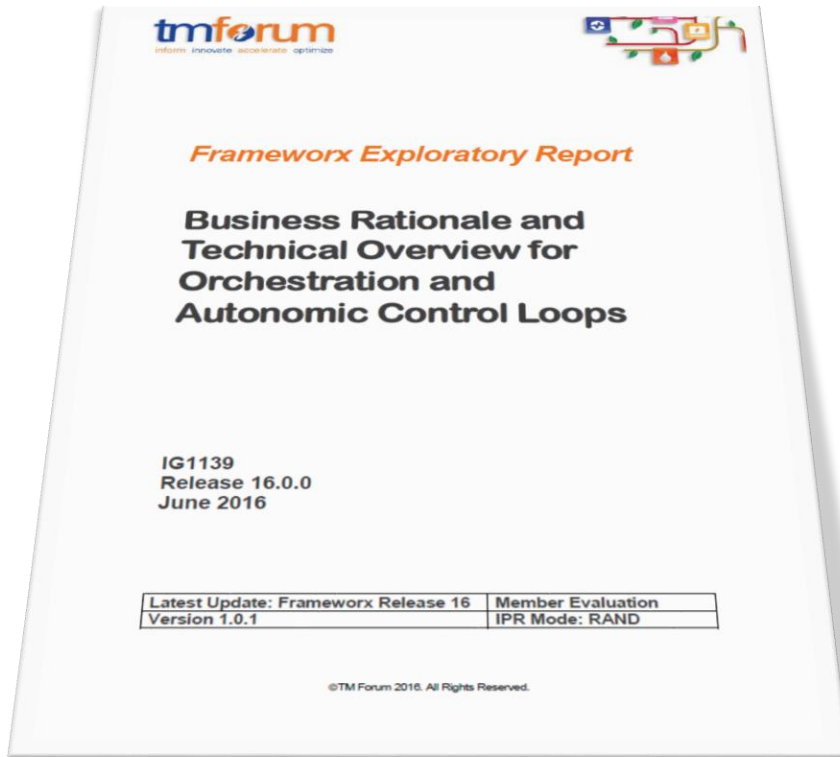 tmforum
inform innovate accelerate optimize
Frameworx Exploratory Report
Business Rationale and
Technical Overview for
Orchestration and
Autonomic Control Loops
IG1139
Release 16.0.0
June 2016
Latest Update: Frameworx Release 16 Member Evaluation
Version 1.0.1 IPR Mode: RAND
©TM Forum 2016. All Rights Reserved.